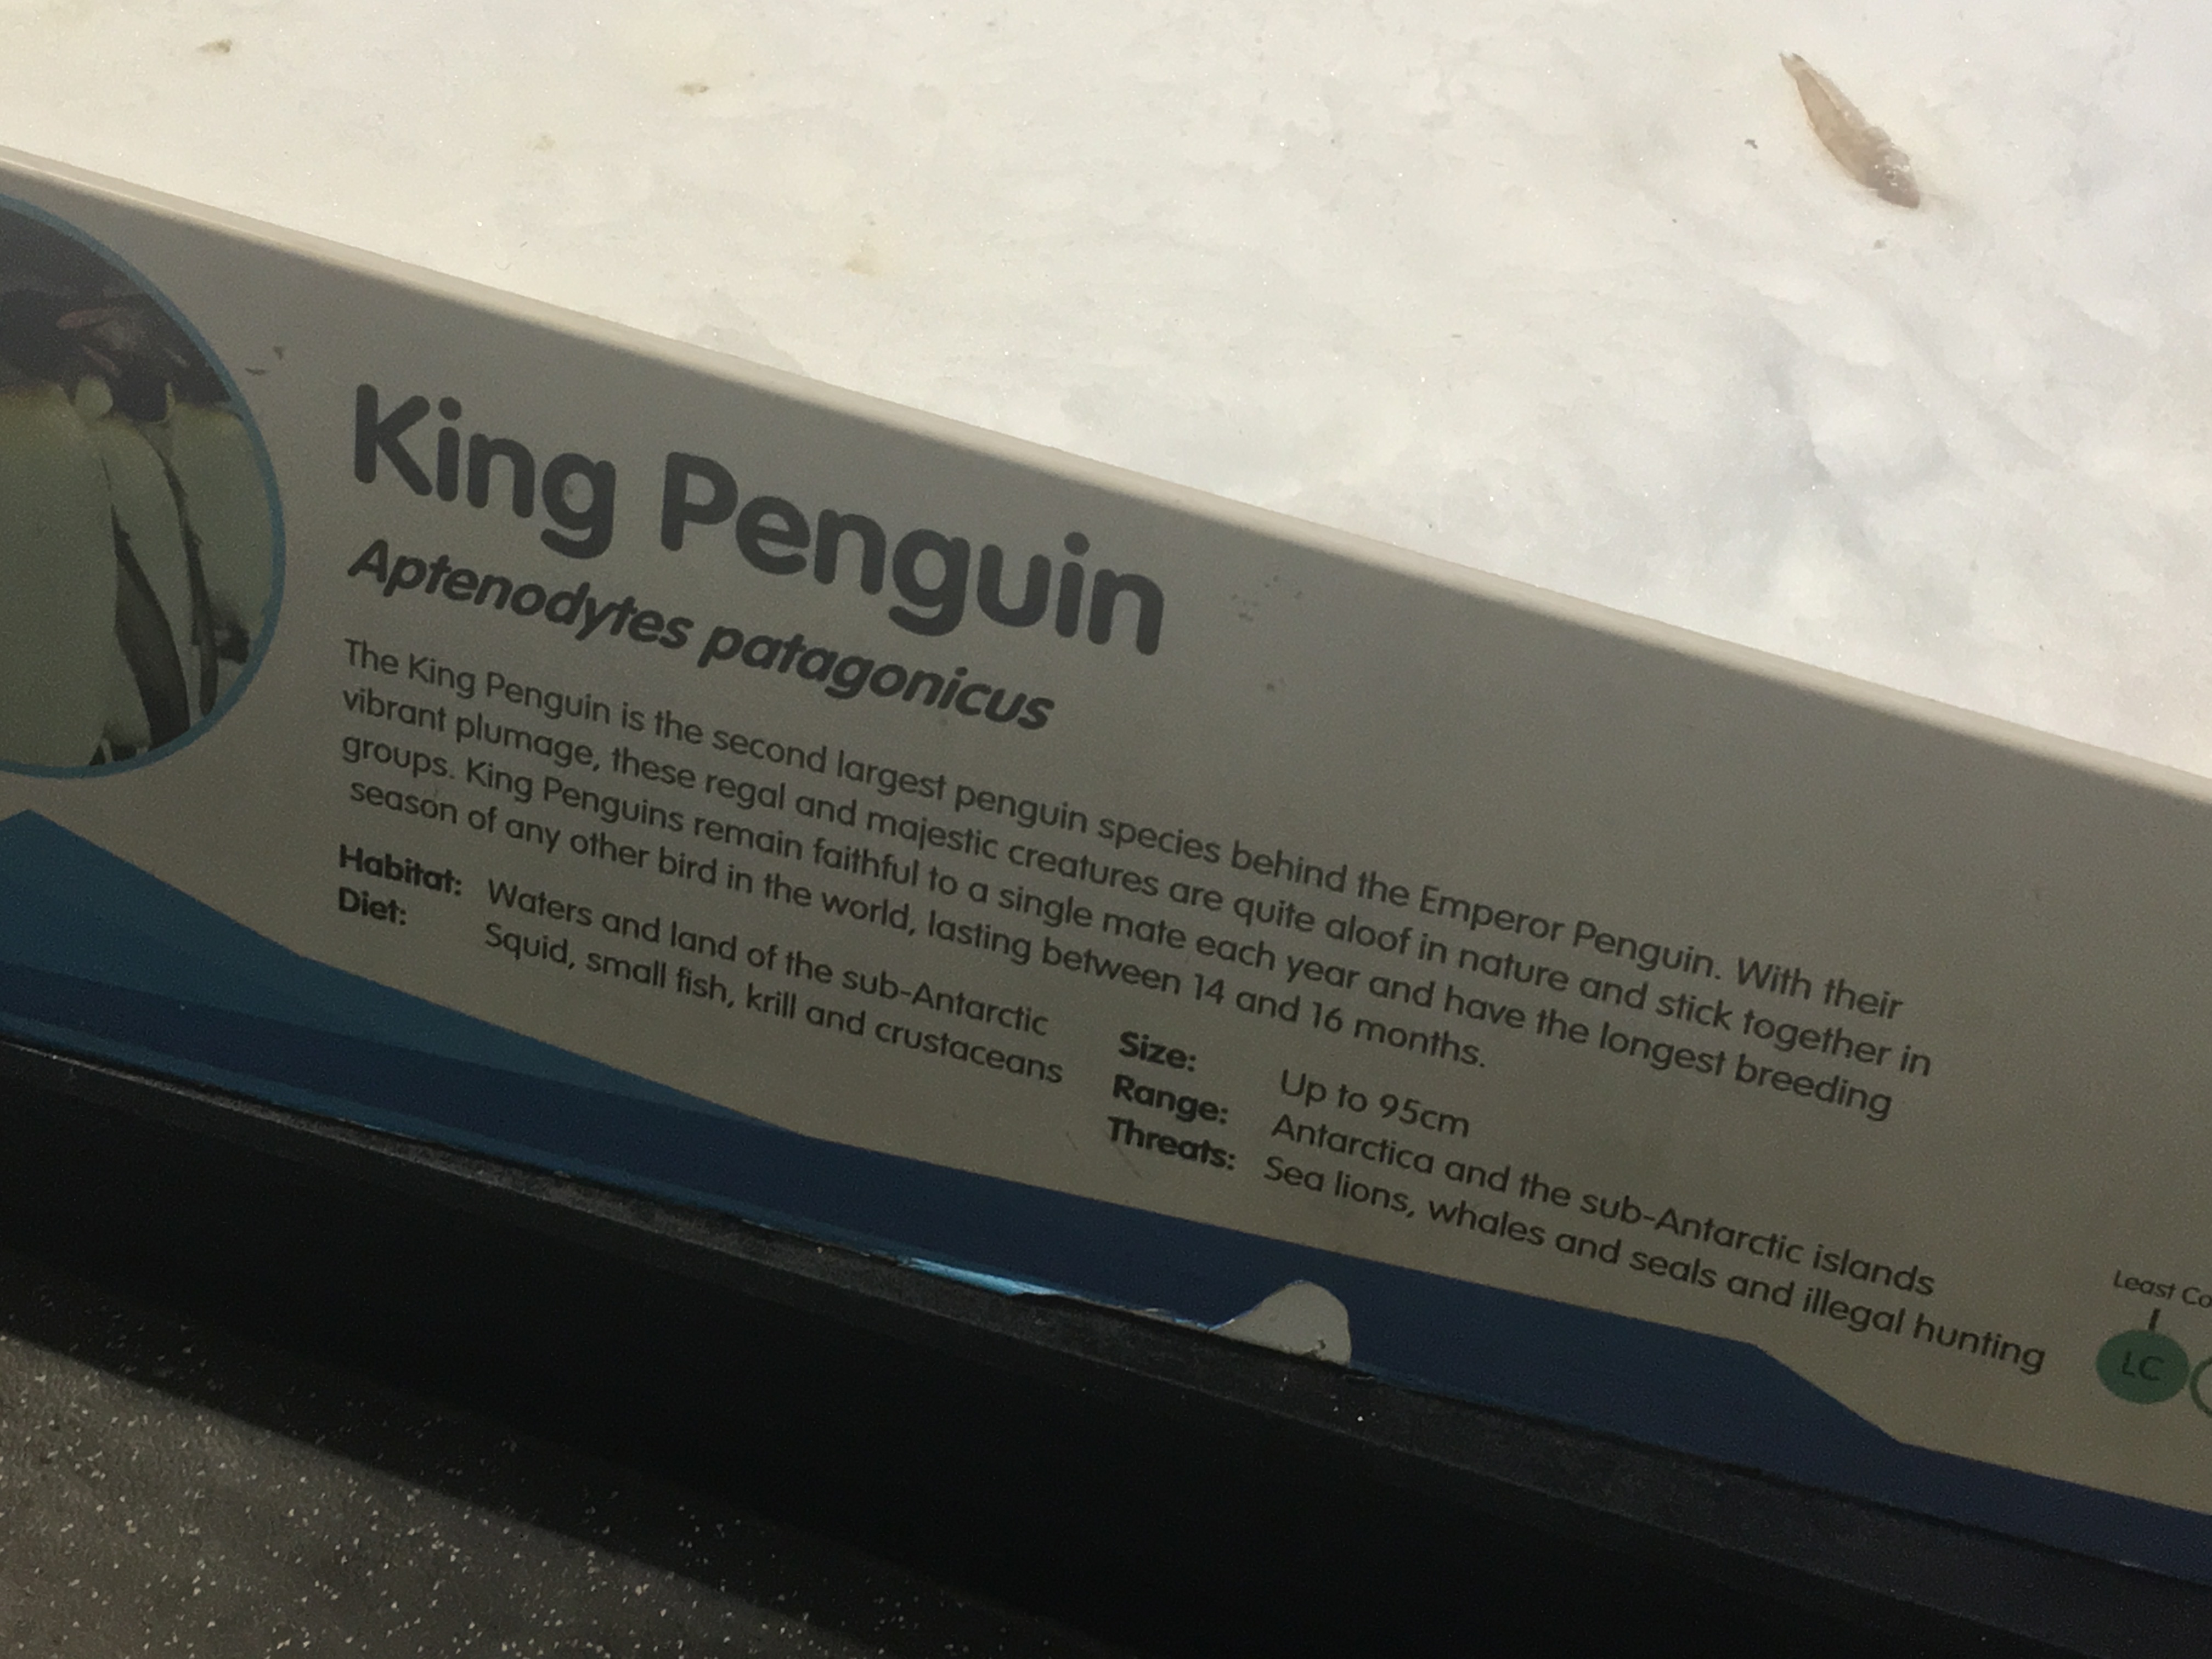 King Penguin
Aptenodytes patagonicus
The King Penguin is the second largest penguin species behind the Emperor Penguin. With their
vibrant plumage, these regal and majestic creatures are quite aloof in nature and stick together in
groups. King Penguins remain faithful to a single mate each year and have the longest breeding
season of any other bird in the world, lasting between 14 and 16 months.
Habitat: Waters and land of the sub-Antarctic
Diet: Squid, small fish, krill and crustaceans
Size: Up to 95cm
Range: Antarctica and the sub-Antarctic islands
Threats: Sea lions, whales and seals and illegal hunting
Least Co
LC